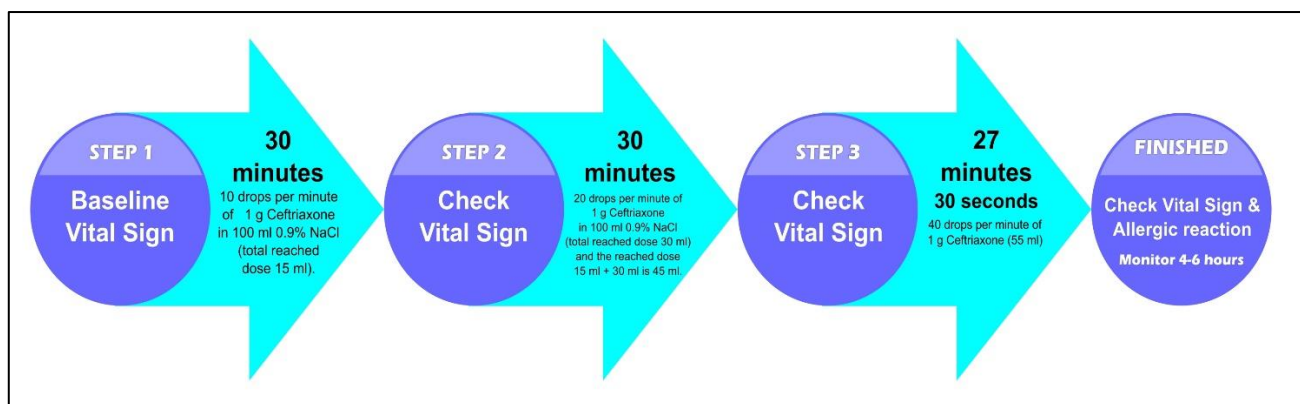 STEP 1
Baseline
Vital Sign
30
minutes
10 drops per minute
of 1 g Ceftriaxone
in 100 ml 0.9% NaCl
(total reached
dose 15 ml).
STEP 2
Check
Vital Sign
30
minutes
20 drops per minute of
1 g Ceftriaxone
in 100 ml 0.9% NaCl
(total reached dose 30 ml)
and the reached dose
15 ml + 30 ml is 45 ml.
STEP 3
Check
Vital Sign
27
minutes
30 seconds
40 drops per minute of
1 g Ceftriaxone (55 ml)
FINISHED
Check Vital Sign &
Allergic reaction
Monitor 4-6 hours